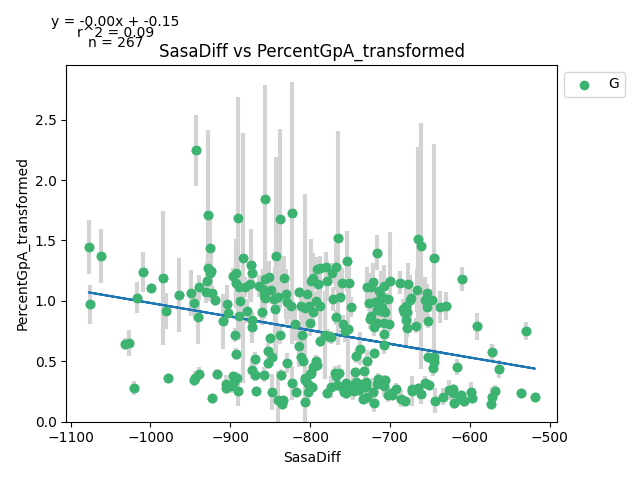 y = -0.00x + -0.15
r^2 = 0.09
n = 267
SasaDiff vs PercentGpA_transformed
G
PercentGpA_transformed
2.5
2.0
1.5
1.0
0.5
0.0
−1100 −1000 −900 −800 −700 −600 −500
SasaDiff